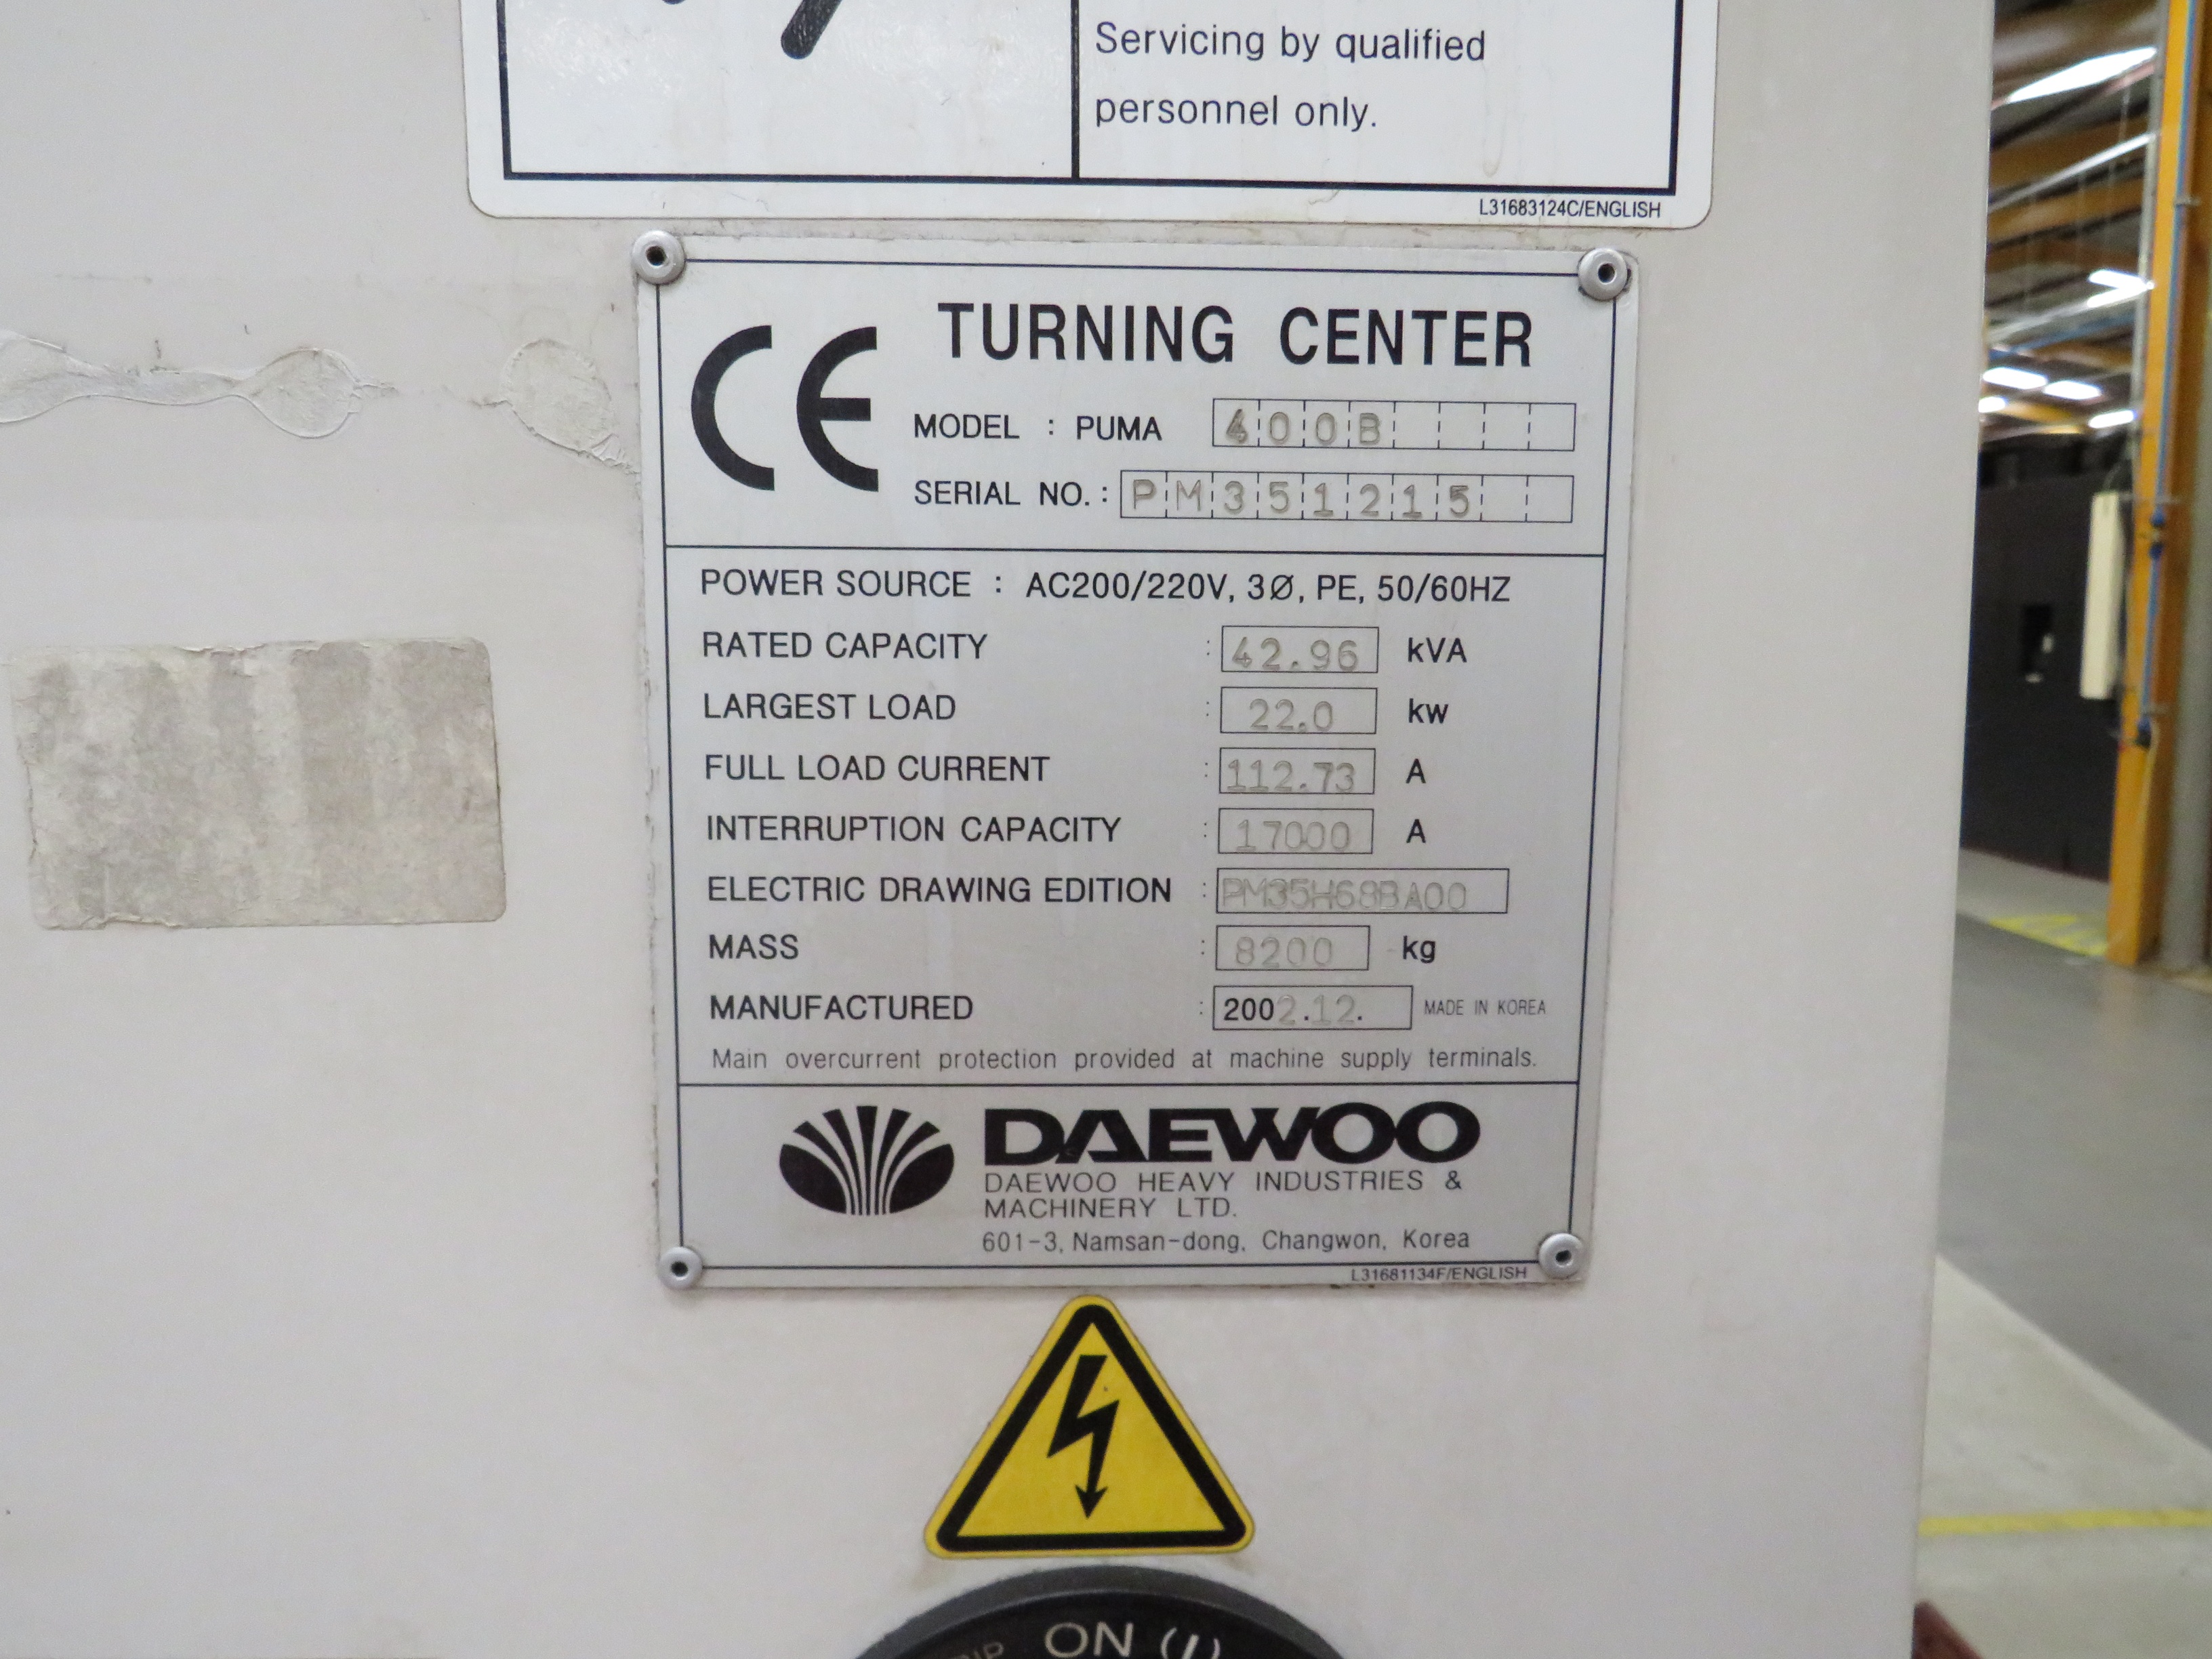 Servicing by qualified
personnel only.
L31683124C/ENGLISH
CE TURNING CENTER
MODEL : PUMA 400B
SERIAL NO. : PM351215
POWER SOURCE : AC200/220V, 3Ø, PE, 50/60HZ
RATED CAPACITY : 42.96 kVA
LARGEST LOAD : 22.0 kw
FULL LOAD CURRENT : 112.73 A
INTERRUPTION CAPACITY : 17000 A
ELECTRIC DRAWING EDITION : PM35H68BA00
MASS : 8200 kg
MANUFACTURED : 2002.12. MADE IN KOREA
Main overcurrent protection provided at machine supply terminals.
DAEWOO
DAEWOO HEAVY INDUSTRIES &
MACHINERY LTD.
601-3, Namsan-dong, Changwon, Korea
L31681134F/ENGLISH
ON (I)